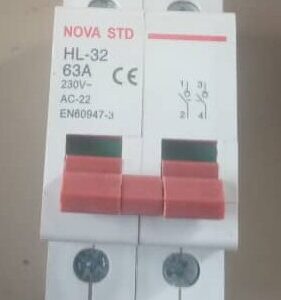 NOVA STD
HL-32
63A CE
230V~
AC-22
EN60947-3
1 3
2 4